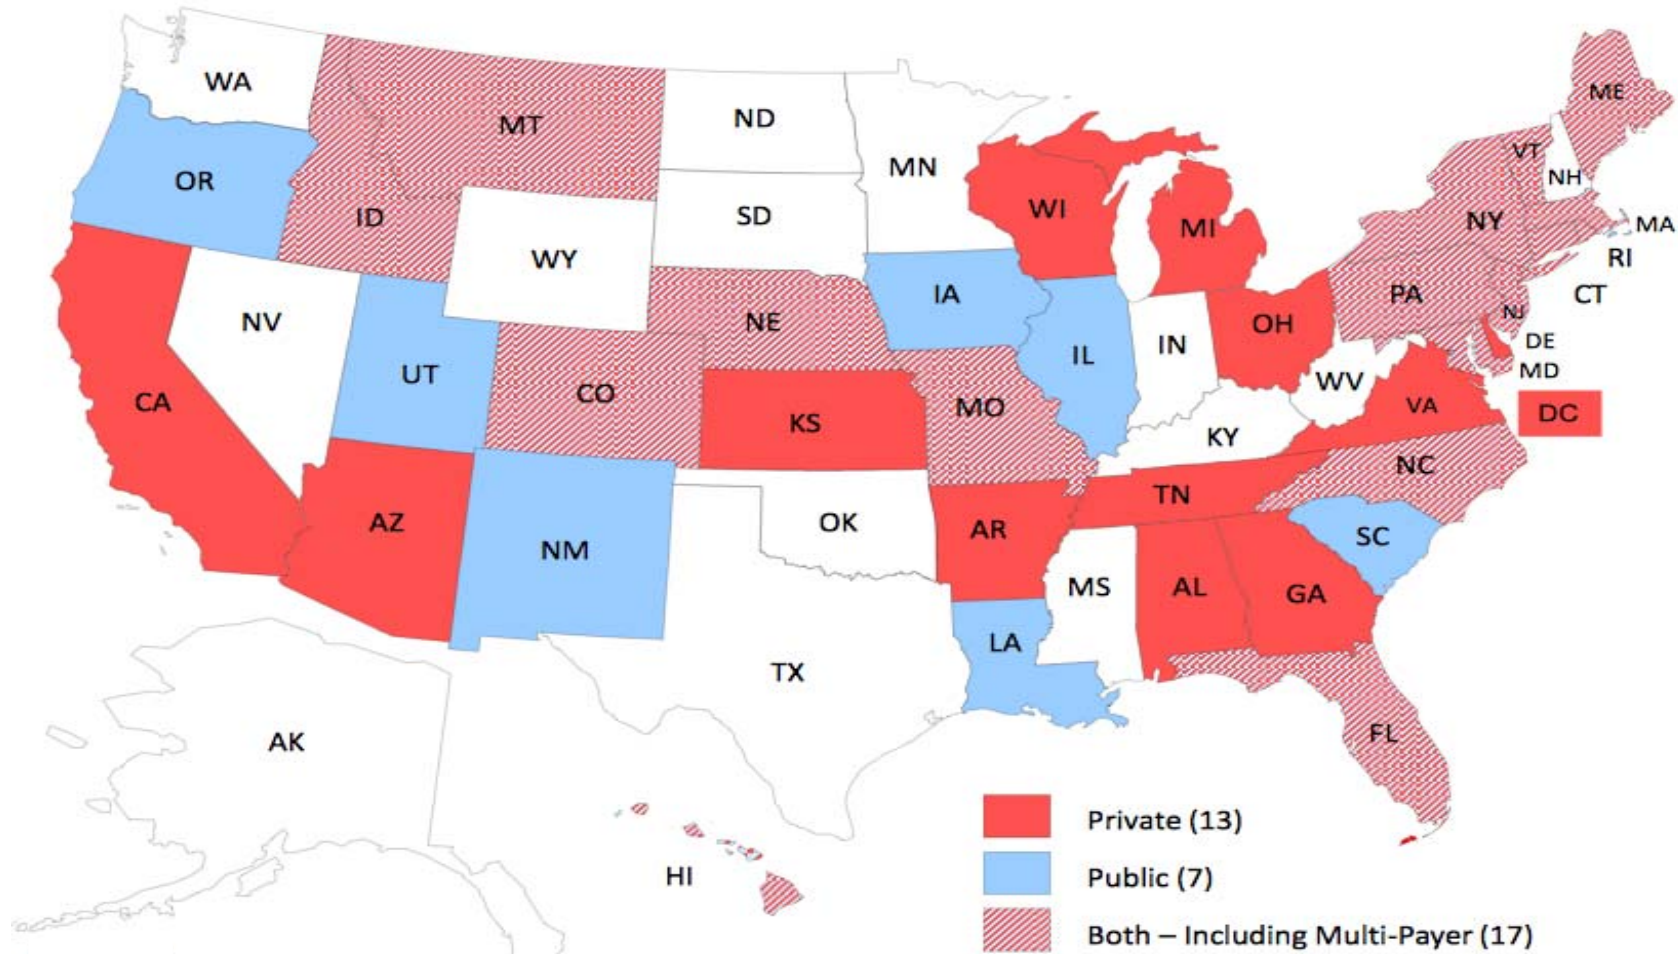 WA
MT
ND
MN
ME
VT
NH
OR
ID
SD
WI
MI
NY
MA
RI
WY
CT
NV
NE
IA
PA
NJ
UT
CO
IL
IN
OH
DE
MD
CA
KS
MO
WV
VA
DC
KY
NC
AZ
NM
OK
AR
TN
SC
MS
AL
GA
LA
TX
AK
FL
HI
Private (13)
Public (7)
Both – Including Multi-Payer (17)